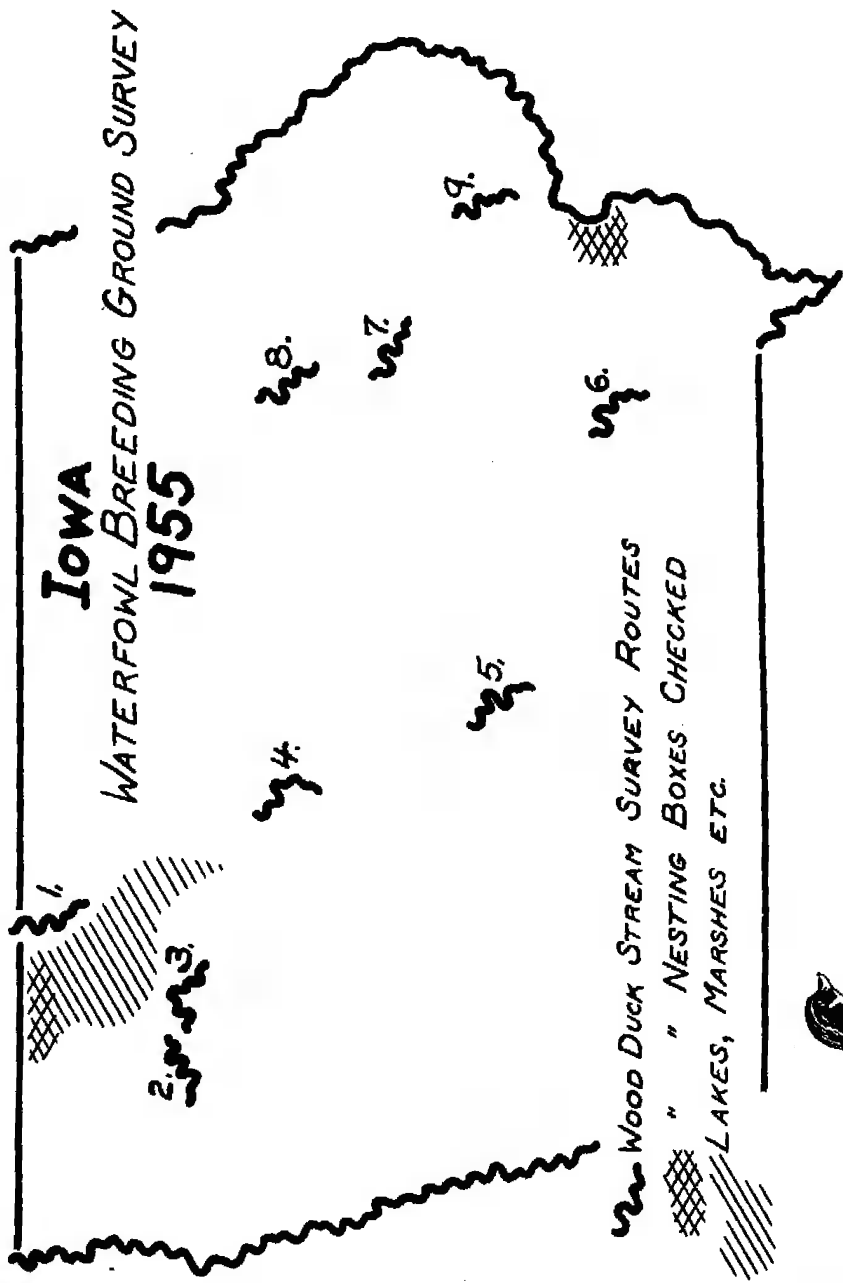 IOWA
WATERFOWL BREEDING GROUND SURVEY
1955
1.
2.
3.
4.
5.
6.
7.
8.
9.
WOOD DUCK STREAM SURVEY ROUTES
" " NESTING BOXES CHECKED
LAKES, MARSHES ETC.